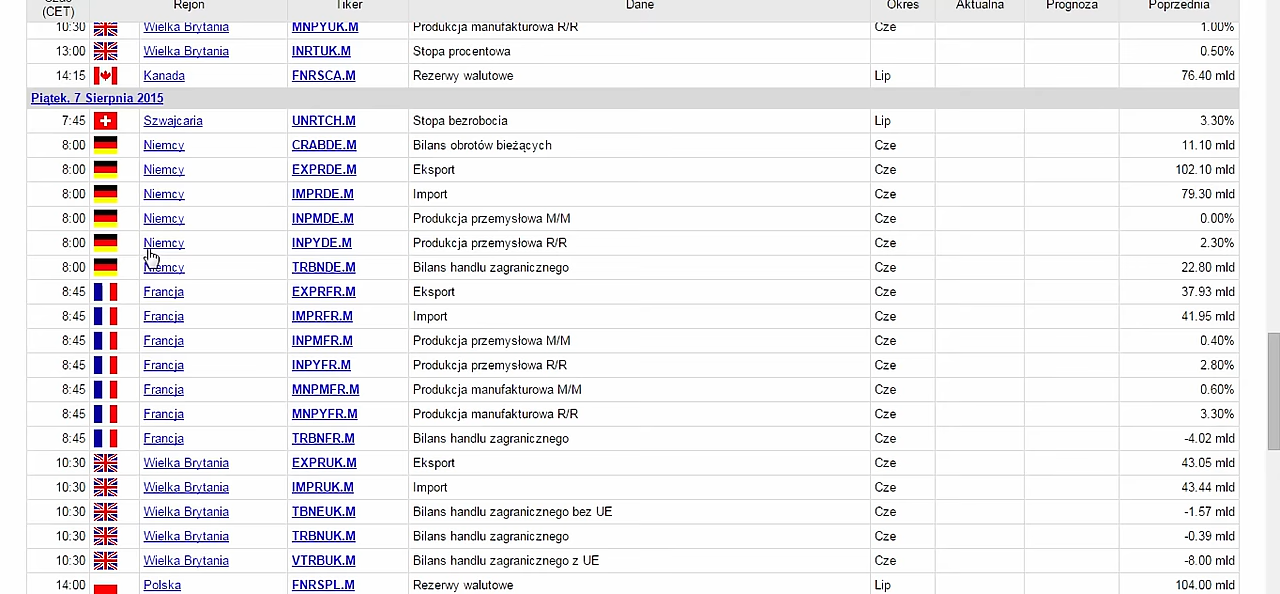 Czas (CET) Rejon Tiker Dane Okres Aktualna Prognoza Poprzednia
10:30 Wielka Brytania MNPYUK.M Produkcja manufakturowa R/R Cze 1.00%
13:00 Wielka Brytania INRTUK.M Stopa procentowa 0.50%
14:15 Kanada FNRSCA.M Rezerwy walutowe Lip 76.40 mld
Piątek, 7 Sierpnia 2015
7:45 Szwajcaria UNRTCH.M Stopa bezrobocia Lip 3.30%
8:00 Niemcy CRABDE.M Bilans obrotów bieżących Cze 11.10 mld
8:00 Niemcy EXPRDE.M Eksport Cze 102.10 mld
8:00 Niemcy IMPRDE.M Import Cze 79.30 mld
8:00 Niemcy INPMDE.M Produkcja przemysłowa M/M Cze 0.00%
8:00 Niemcy INPYDE.M Produkcja przemysłowa R/R Cze 2.30%
8:00 Niemcy TRBNDE.M Bilans handlu zagranicznego Cze 22.80 mld
8:45 Francja EXPRFR.M Eksport Cze 37.93 mld
8:45 Francja IMPRFR.M Import Cze 41.95 mld
8:45 Francja INPMFR.M Produkcja przemysłowa M/M Cze 0.40%
8:45 Francja INPYFR.M Produkcja przemysłowa R/R Cze 2.80%
8:45 Francja MNPMFR.M Produkcja manufakturowa M/M Cze 0.60%
8:45 Francja MNPYFR.M Produkcja manufakturowa R/R Cze 3.30%
8:45 Francja TRBNFR.M Bilans handlu zagranicznego Cze -4.02 mld
10:30 Wielka Brytania EXPRUK.M Eksport Cze 43.05 mld
10:30 Wielka Brytania IMPRUK.M Import Cze 43.44 mld
10:30 Wielka Brytania TBNEUK.M Bilans handlu zagranicznego bez UE Cze -1.57 mld
10:30 Wielka Brytania TRBNUK.M Bilans handlu zagranicznego Cze -0.39 mld
10:30 Wielka Brytania VTRBUK.M Bilans handlu zagranicznego z UE Cze -8.00 mld
14:00 Polska FNRSPL.M Rezerwy walutowe Lip 104.00 mld